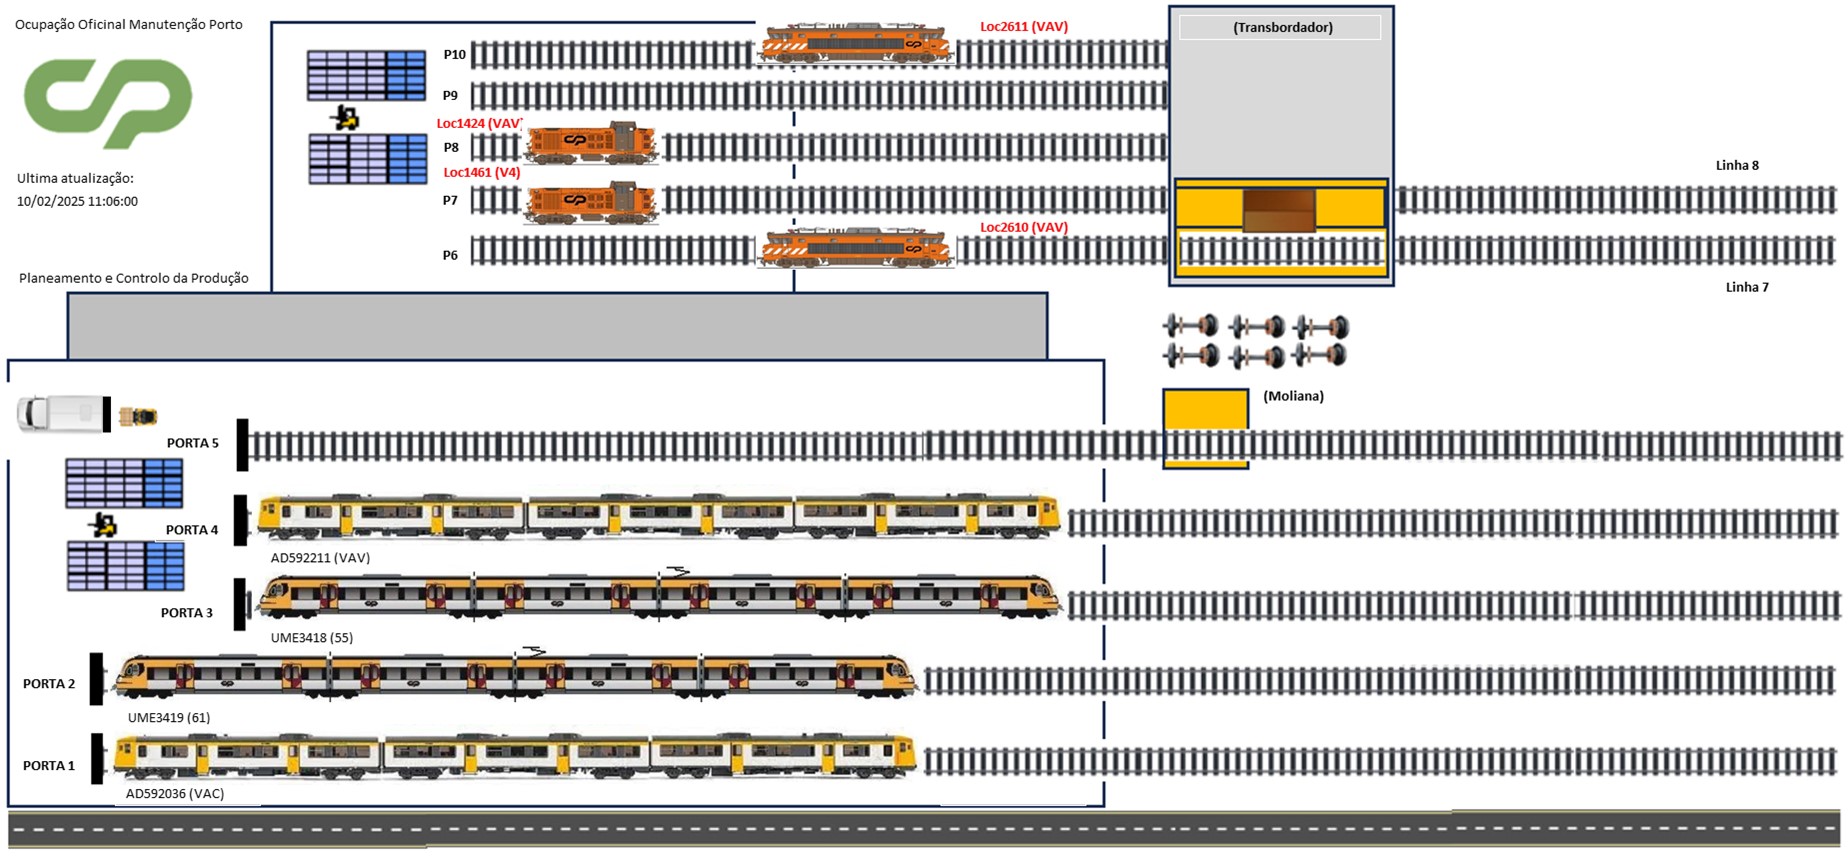 Ocupação Oficinal Manutenção Porto
cp
Ultima atualização:
10/02/2025 11:06:00
Planeamento e Controlo da Produção
P10
Loc2611 (VAV)
(Transbordador)
P9
Loc1424 (VAV)
P8
Loc1461 (V4)
P7
Linha 8
Loc2610 (VAV)
P6
Linha 7
(Moliana)
PORTA 5
PORTA 4
AD592211 (VAV)
PORTA 3
UME3418 (55)
PORTA 2
UME3419 (61)
PORTA 1
AD592036 (VAC)